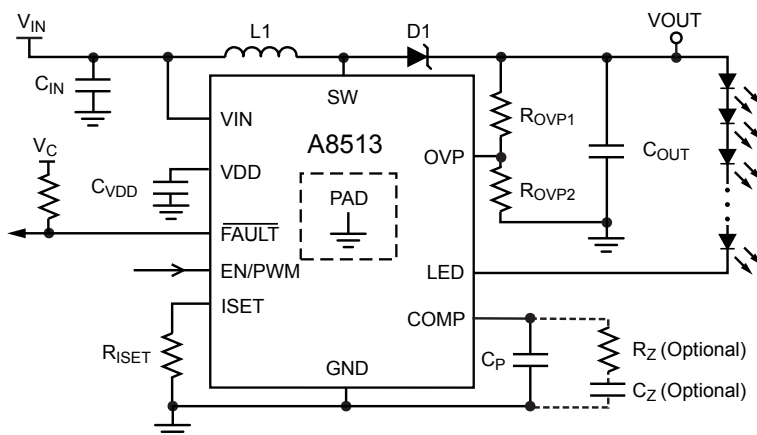 VIN
L1
D1
VOUT
CIN
SW
VIN
A8513
ROVP1
VC
VDD
OVP
COUT
CVDD
PAD
ROVP2
FAULT
EN/PWM
LED
ISET
COMP
RISET
GND
CP
RZ (Optional)
CZ (Optional)